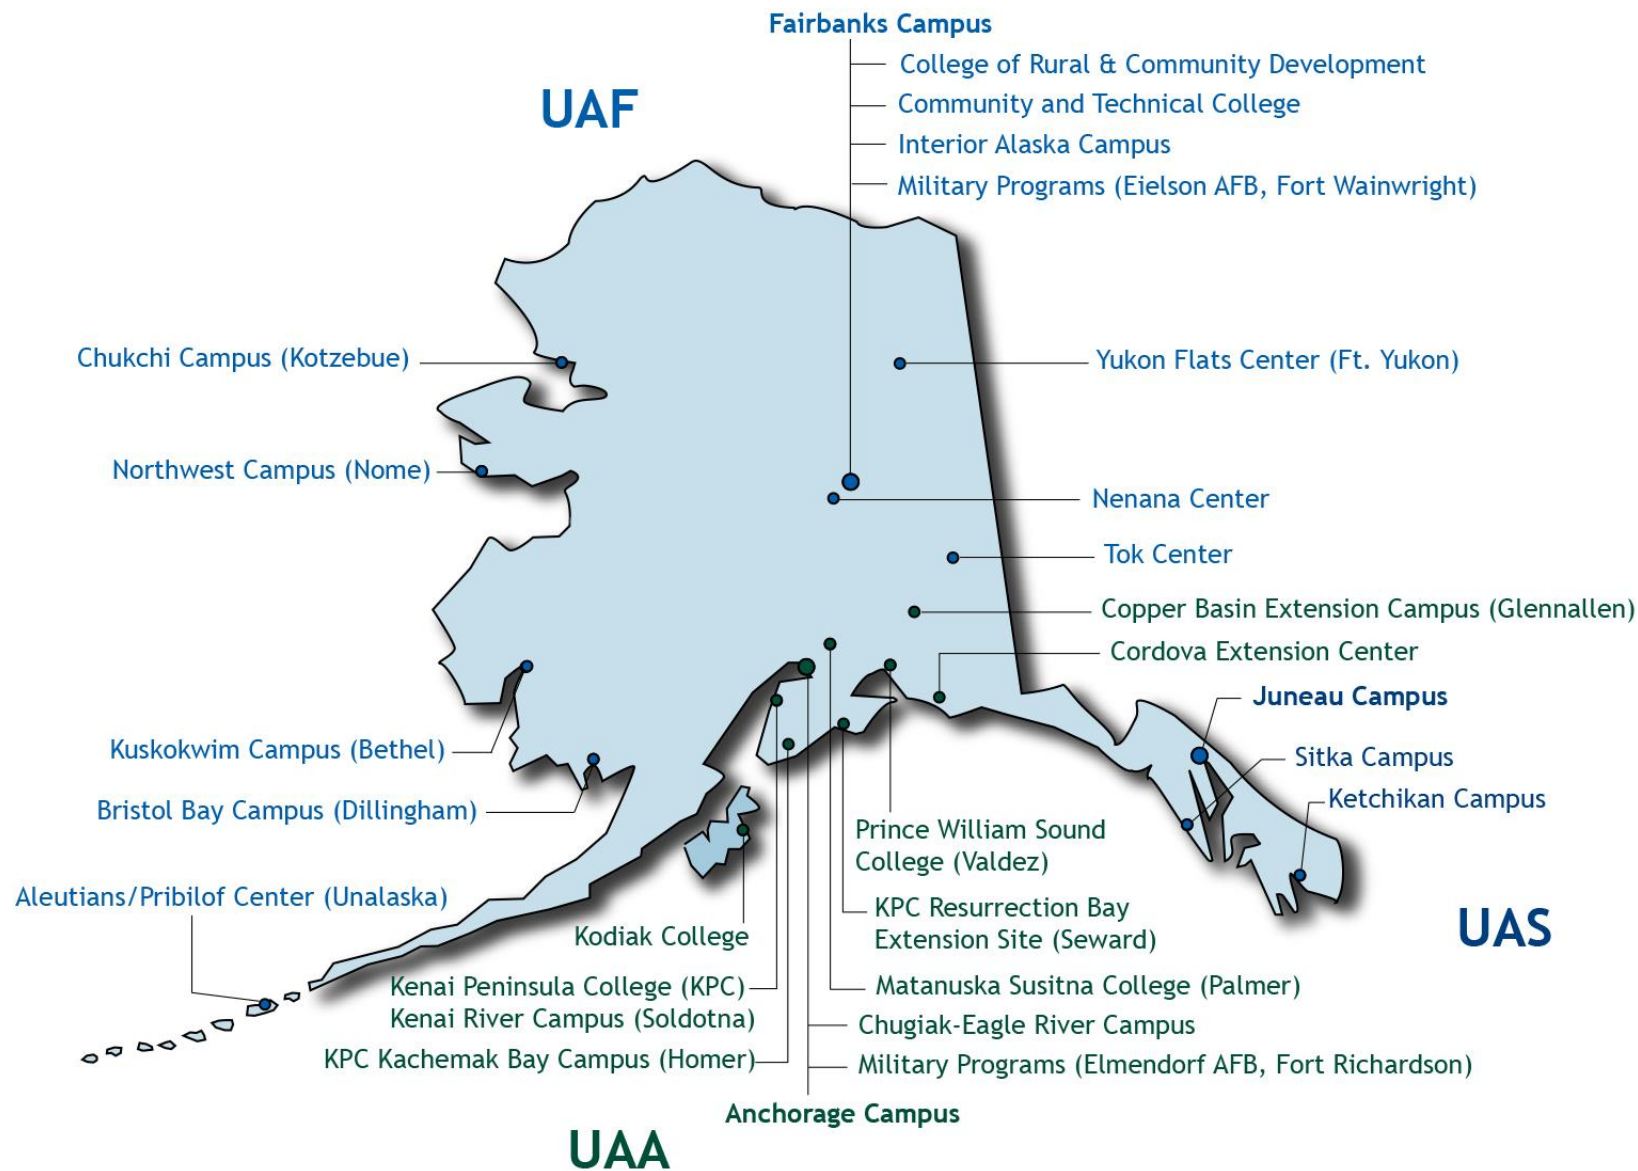 Fairbanks Campus
College of Rural & Community Development
UAF
Community and Technical College
Interior Alaska Campus
Military Programs (Eielson AFB, Fort Wainwright)
Chukchi Campus (Kotzebue)
Yukon Flats Center (Ft. Yukon)
Northwest Campus (Nome)
Nenana Center
Tok Center
Copper Basin Extension Campus (Glennallen)
Cordova Extension Center
Juneau Campus
Kuskokwim Campus (Bethel)
Sitka Campus
Ketchikan Campus
Bristol Bay Campus (Dillingham)
Prince William Sound
College (Valdez)
Aleutians/Pribilof Center (Unalaska)
KPC Resurrection Bay
Extension Site (Seward)
UAS
Kodiak College
Kenai Peninsula College (KPC)
Kenai River Campus (Soldotna)
Matanuska Susitna College (Palmer)
Chugiak-Eagle River Campus
KPC Kachemak Bay Campus (Homer)
Military Programs (Elmendorf AFB, Fort Richardson)
Anchorage Campus
UAA